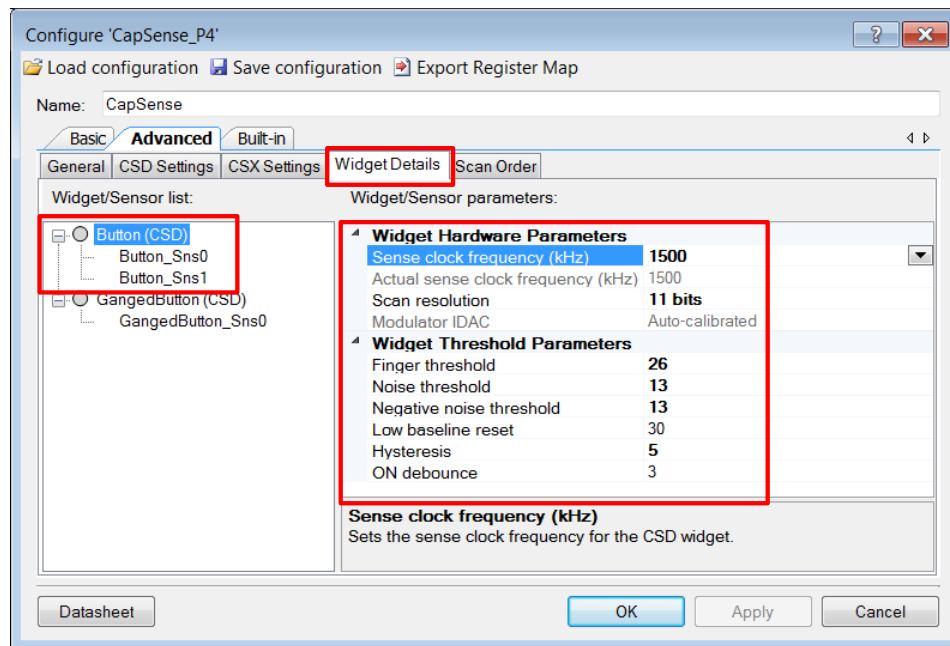 Configure 'CapSense_P4'
Load configuration Save configuration Export Register Map
Name: CapSense
Basic Advanced Built-in
General CSD Settings CSX Settings Widget Details Scan Order
Widget/Sensor list: Widget/Sensor parameters:
Button (CSD)
Button_Sns0
Button_Sns1
GangedButton (CSD)
GangedButton_Sns0
Widget Hardware Parameters
Sense clock frequency (kHz) 1500
Actual sense clock frequency (kHz) 1500
Scan resolution 11 bits
Modulator IDAC Auto-calibrated
Widget Threshold Parameters
Finger threshold 26
Noise threshold 13
Negative noise threshold 13
Low baseline reset 30
Hysteresis 5
ON debounce 3
Sense clock frequency (kHz)
Sets the sense clock frequency for the CSD widget.
Datasheet OK Apply Cancel